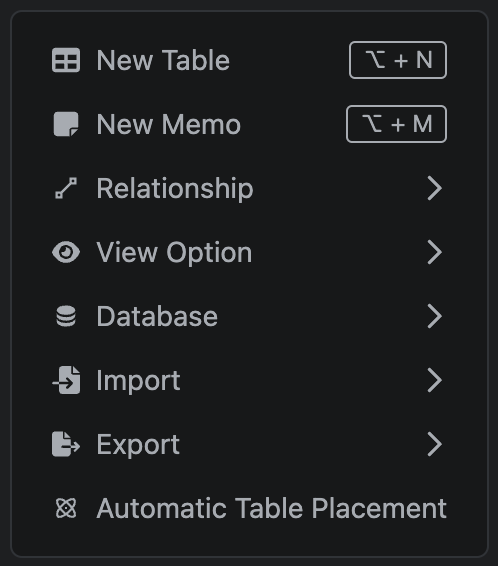 New Table ⌥ + N
New Memo ⌥ + M
Relationship
View Option
Database
Import
Export
Automatic Table Placement